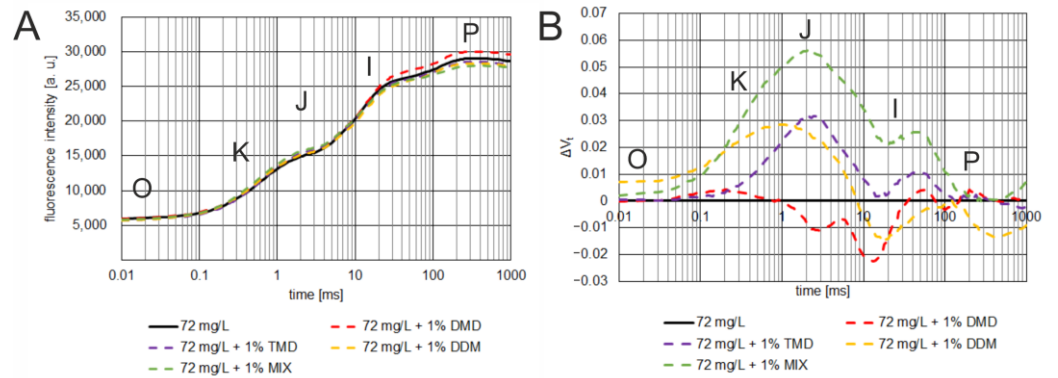 A
35,000
30,000
25,000
20,000
15,000
10,000
5,000
fluorescence intensity [a. u.]
O
K
J
I
P
0.01 0.1 1 10 100 1000
time [ms]
72 mg/L
72 mg/L + 1% DMD
72 mg/L + 1% TMD
72 mg/L + 1% DDM
72 mg/L + 1% MIX
B
0.07
0.06
0.05
0.04
0.03
0.02
0.01
0
−0.01
−0.02
−0.03
ΔVt
O
K
J
I
P
0.01 0.1 1 10 100 1000
time [ms]
72 mg/L
72 mg/L + 1% DMD
72 mg/L + 1% TMD
72 mg/L + 1% DDM
72 mg/L + 1% MIX